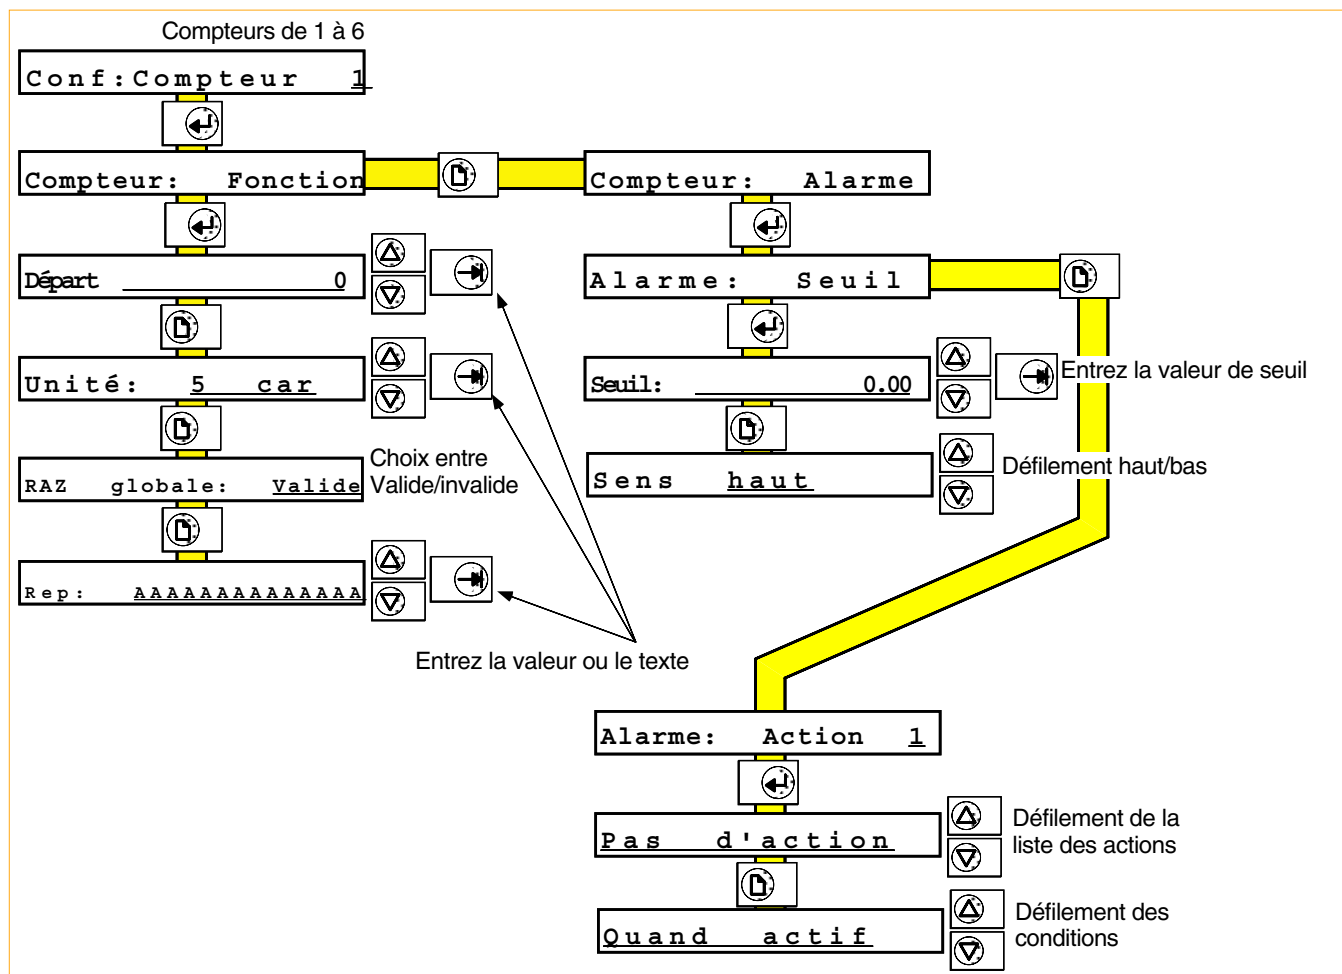 Compteurs de 1 à 6
Conf:Compteur 1
Compteur: Fonction
Compteur: Alarme
Départ 0
Alarme: Seuil
Unité: 5 car
Seuil: 0.00
Entrez la valeur de seuil
Choix entre
Valide/invalide
RAZ globale: Valide
Sens haut
Défilement haut/bas
Rep: AAAAAAAAAAAAAA
Entrez la valeur ou le texte
Alarme: Action 1
Pas d'action
Défilement de la
liste des actions
Quand actif
Défilement des
conditions